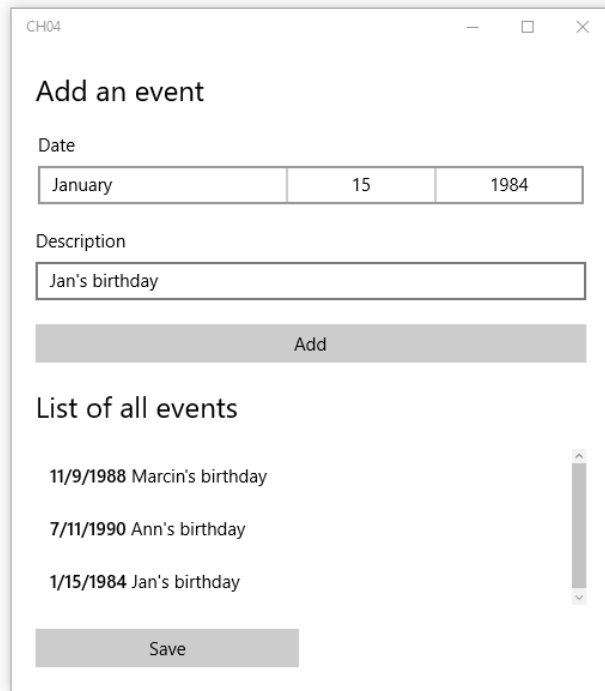 CH04
Add an event
Date
January 15 1984
Description
Jan's birthday
Add
List of all events
11/9/1988 Marcin's birthday
7/11/1990 Ann's birthday
1/15/1984 Jan's birthday
Save